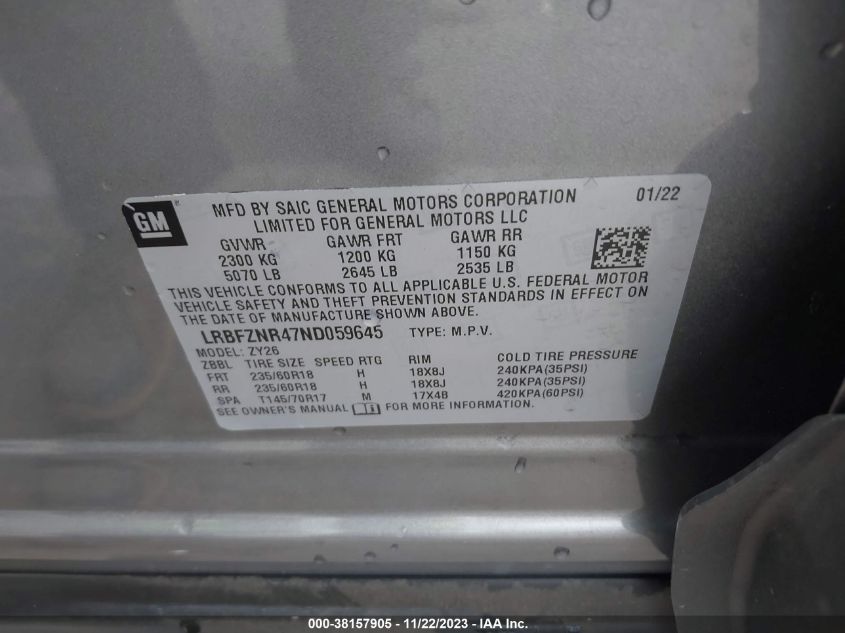 GM
MFD BY SAIC GENERAL MOTORS CORPORATION 01/22
LIMITED FOR GENERAL MOTORS LLC
GVWR GAWR FRT GAWR RR
2300 KG 1200 KG 1150 KG
5070 LB 2645 LB 2535 LB
THIS VEHICLE CONFORMS TO ALL APPLICABLE U.S. FEDERAL MOTOR
VEHICLE SAFETY AND THEFT PREVENTION STANDARDS IN EFFECT ON
THE DATE OF MANUFACTURE SHOWN ABOVE.
LRBFZNR47ND059645 TYPE: M.P.V.
MODEL: ZY26
ZBBL TIRE SIZE SPEED RTG RIM COLD TIRE PRESSURE
FRT 235/60R18 H 18X8J 240KPA(35PSI)
RR 235/60R18 H 18X8J 240KPA(35PSI)
SPA T145/70R17 M 17X4B 420KPA(60PSI)
SEE OWNER'S MANUAL i FOR MORE INFORMATION.
000-38157905 - 11/22/2023 - IAA Inc.